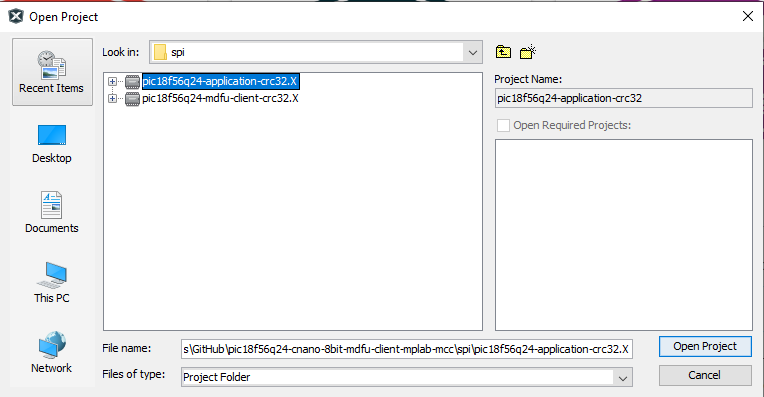 Open Project
Look in:
spi
Recent Items
pic18f56q24-application-crc32.X
pic18f56q24-mdfu-client-crc32.X
Project Name:
pic18f56q24-application-crc32
Open Required Projects:
Desktop
Documents
This PC
Network
File name:
s\GitHub\pic18f56q24-cnano-8bit-mdfu-client-mplab-mcc\spi\pic18f56q24-application-crc32.X
Open Project
Files of type:
Project Folder
Cancel